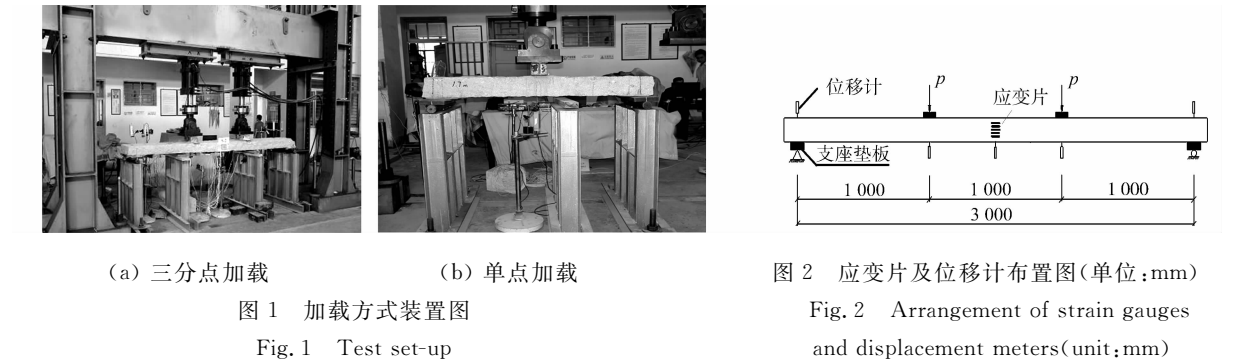 位移计
p
p
应变片
支座垫板
1 000
1 000
1 000
3 000
(a) 三分点加载
(b) 单点加载
图 1 加载方式装置图
Fig. 1 Test set-up
图 2 应变片及位移计布置图(单位:mm)
Fig. 2 Arrangement of strain gauges
and displacement meters(unit:mm)